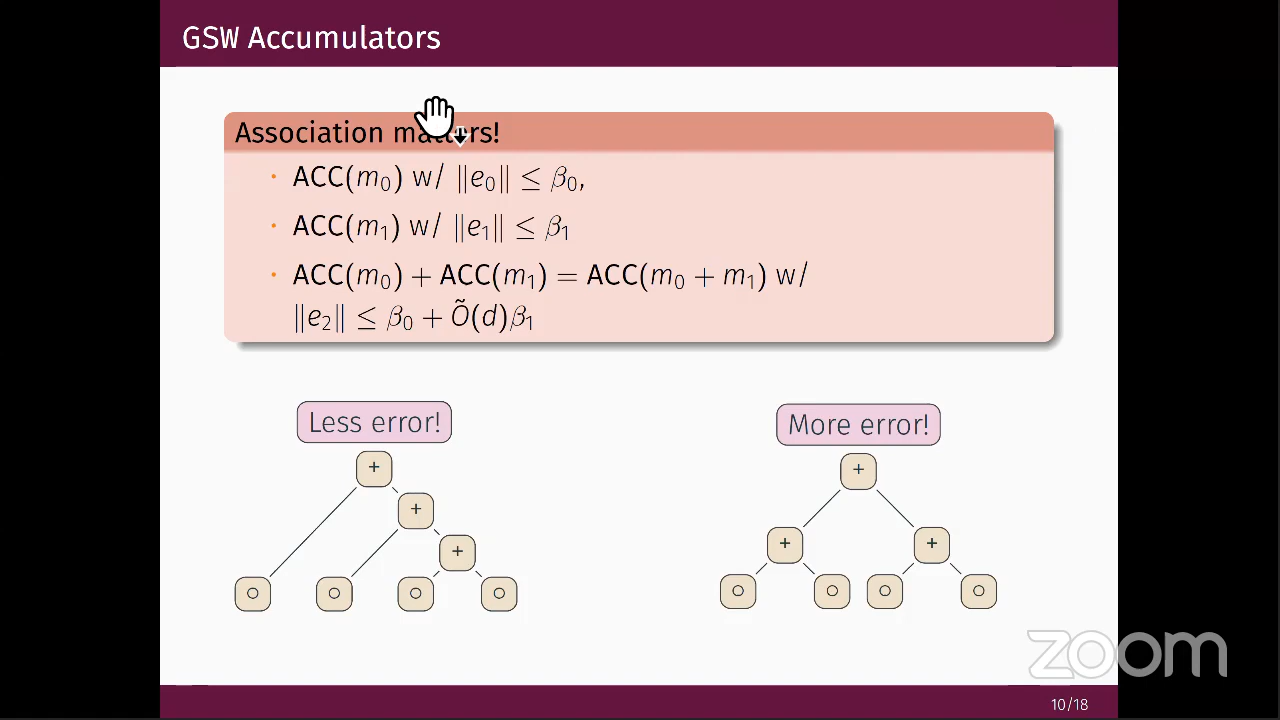 GSW Accumulators
Association matters!
· ACC(m₀) w/ ‖e₀‖ ≤ β₀,
· ACC(m₁) w/ ‖e₁‖ ≤ β₁
· ACC(m₀) + ACC(m₁) = ACC(m₀ + m₁) w/
‖e₂‖ ≤ β₀ + Õ(d)β₁
Less error!
More error!
+
+
+
+
+
+
zoom
10/18